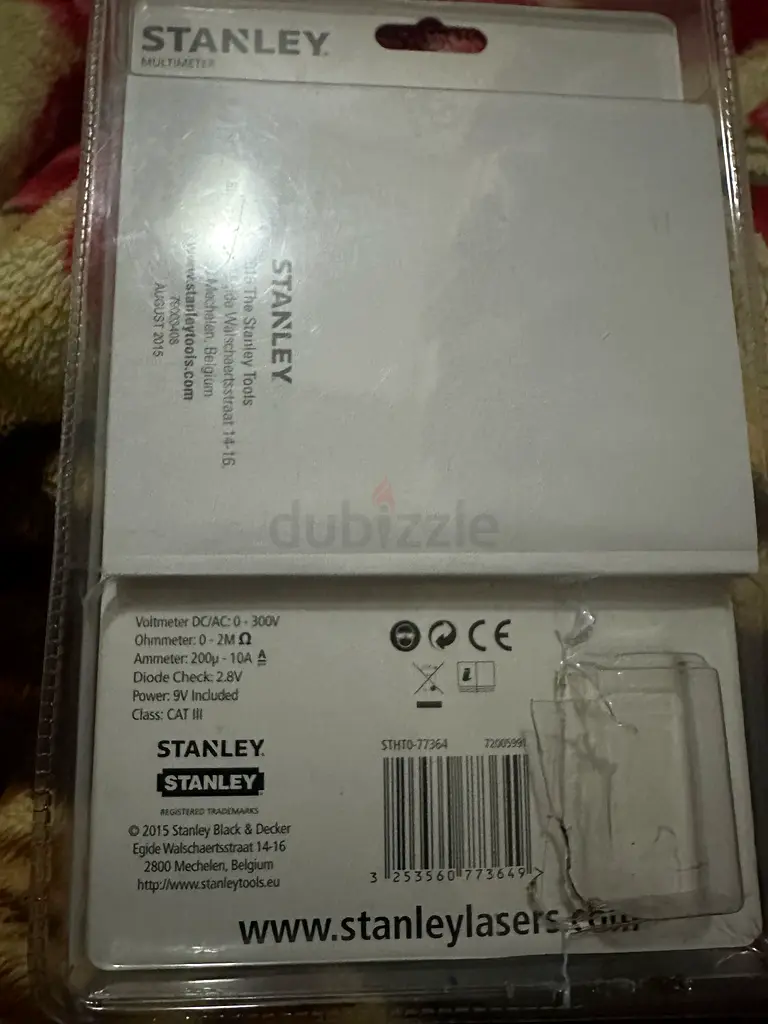 STANLEY
MULTIMETER
STANLEY
The Stanley Tools
Walschaertsstraat 14-16,
Mechelen, Belgium
www.stanleytools.com
79003408
AUGUST 2015
dubizzle
Voltmeter DC/AC: 0 - 300V
Ohmmeter: 0 - 2M Ω
Ammeter: 200µ - 10A
Diode Check: 2.8V
Power: 9V Included
Class: CAT III
CE
i
STANLEY
STANLEY
REGISTERED TRADEMARKS
© 2015 Stanley Black & Decker
Egide Walschaertsstraat 14-16
2800 Mechelen, Belgium
http://www.stanleytools.eu
STHT0-77364 72005991
3 253560 773649 >
www.stanleylasers.com